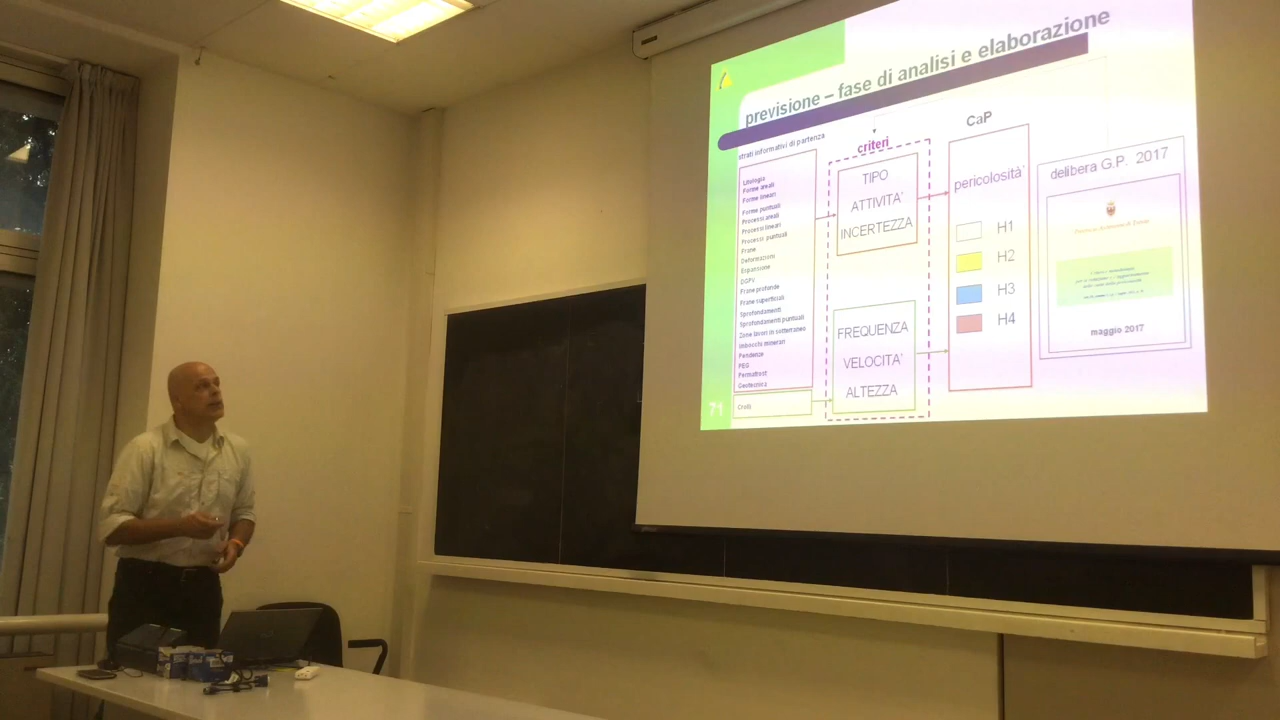 previsione – fase di analisi e elaborazione
strati informativi di partenza
Litologia
Forme areali
Forme lineari
Forme puntuali
Processi areali
Processi lineari
Processi puntuali
Frane
Deformazioni
Espansione
DGPV
Frane profonde
Frane superficiali
Sprofondamenti
Sprofondamenti puntuali
Zone lavori in sotterraneo
Imbocchi minerari
Pendenze
PEG
Permafrost
Geotecnica
Crolli
criteri
TIPO
ATTIVITA'
INCERTEZZA
FREQUENZA
VELOCITA'
ALTEZZA
CaP
pericolosità'
H1
H2
H3
H4
delibera G.P. 2017
maggio 2017
71